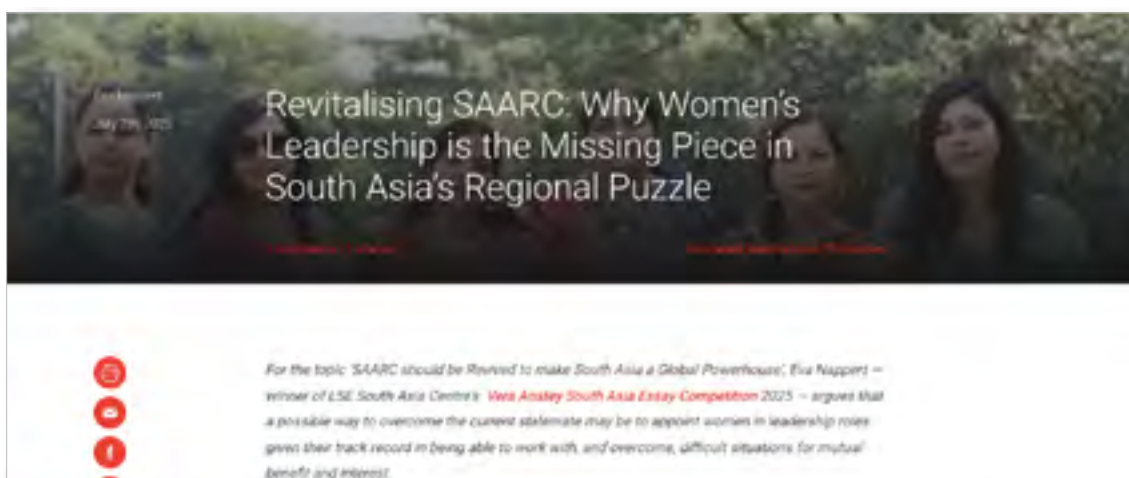 July 2025
Revitalising SAARC: Why Women's
Leadership is the Missing Piece in
South Asia's Regional Puzzle
For the topic 'SAARC should be Revived to make South Asia a Global Powerhouse', Eva Nappert —
winner of LSE South Asia Centre's Vera Anstey South Asia Essay Competition 2025 — argues that
a possible way to overcome the current stalemate may be to appoint women in leadership roles
given their track record in being able to work with, and overcome, difficult situations for mutual
benefit and interest.